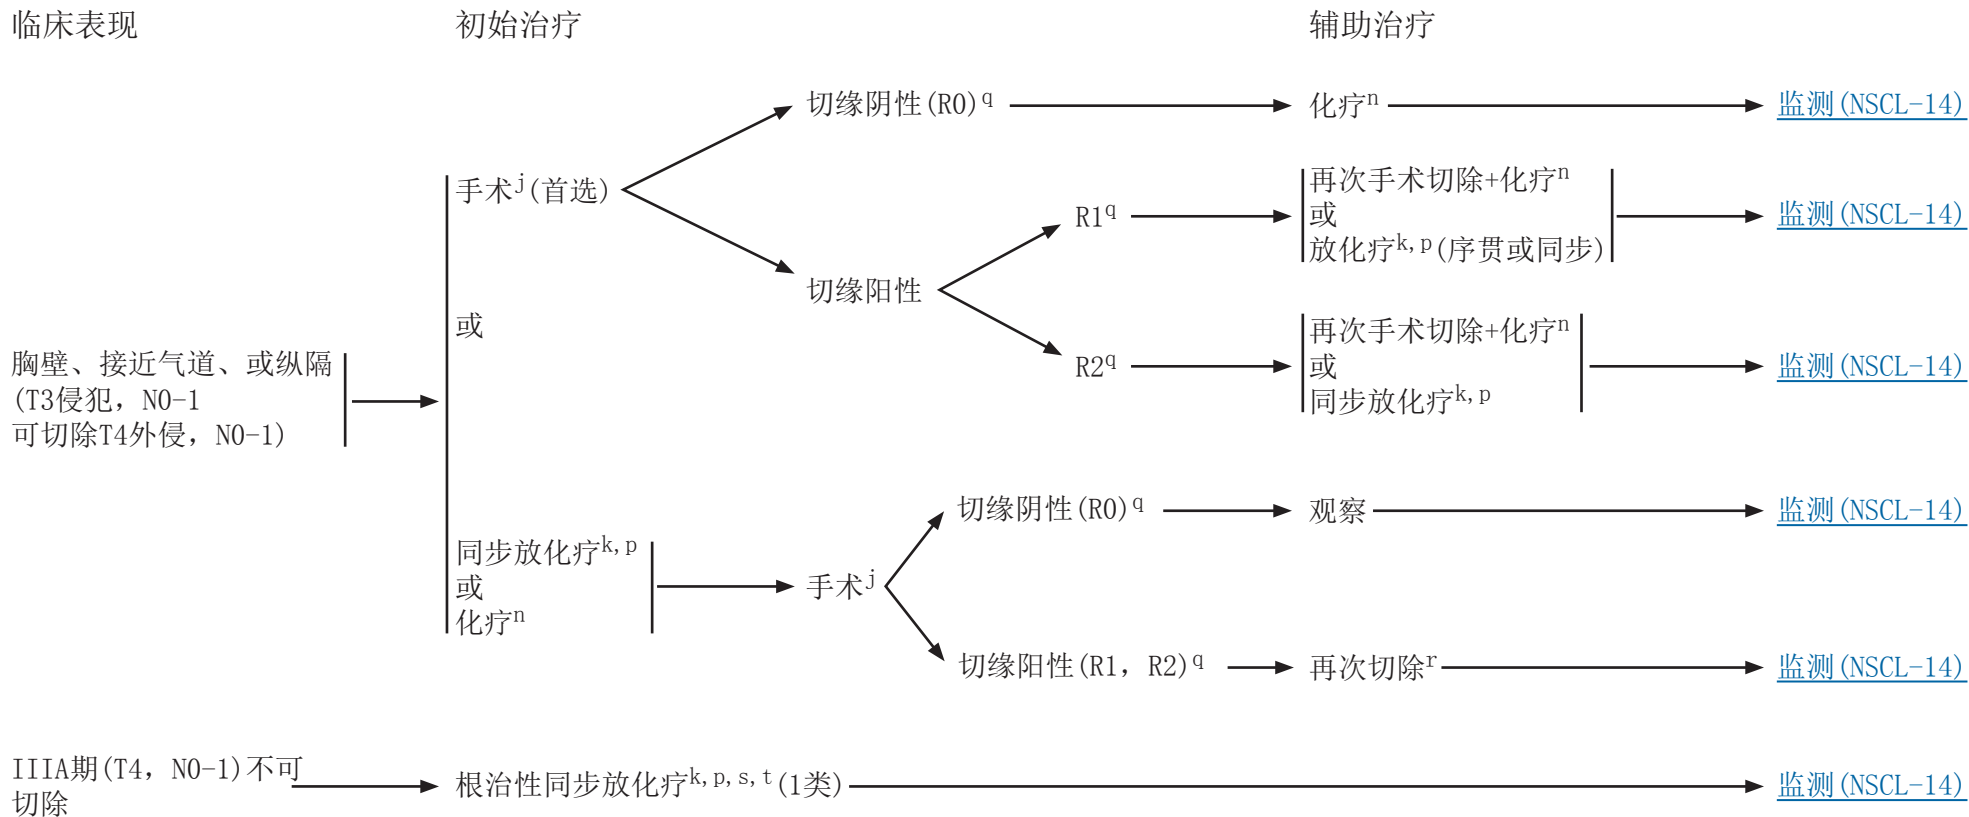 临床表现
初始治疗
辅助治疗
切缘阴性(R0)q
化疗n
监测(NSCL-14)
手术j(首选)
切缘阳性
R1q
再次手术切除+化疗n
或
放化疗k,p(序贯或同步)
监测(NSCL-14)
R2q
再次手术切除+化疗n
或
同步放化疗k,p
监测(NSCL-14)
或
胸壁、接近气道、或纵隔
(T3侵犯，N0-1
可切除T4外侵，N0-1)
同步放化疗k,p
或
化疗n
手术j
切缘阴性(R0)q
观察
监测(NSCL-14)
切缘阳性(R1，R2)q
再次切除r
监测(NSCL-14)
IIIA期(T4，N0-1)不可
切除
根治性同步放化疗k,p,s,t(1类)
监测(NSCL-14)